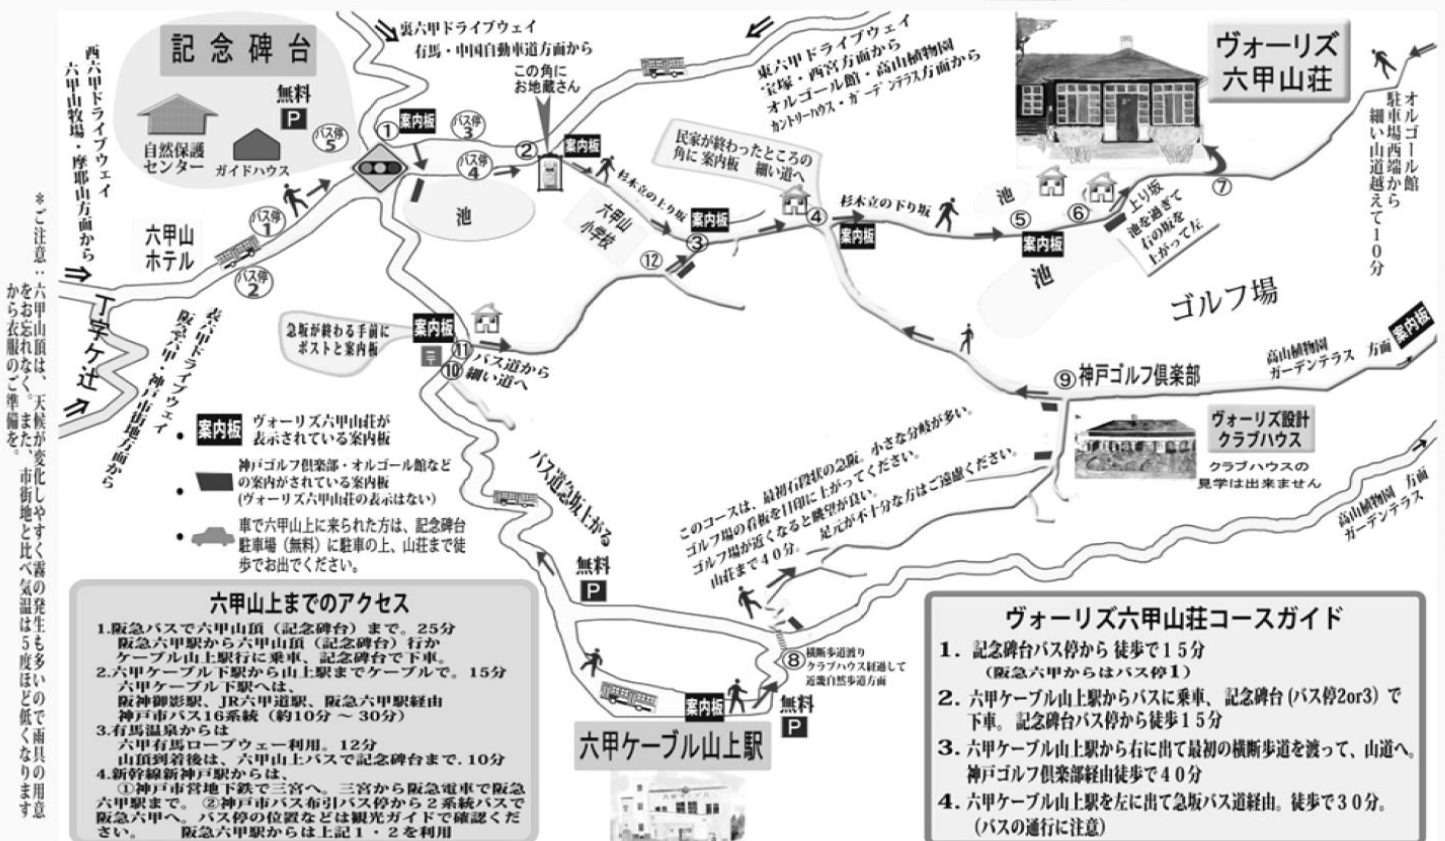 記念碑台
無料
P
自然保護
センター
ガイドハウス
バス停
5
西六甲ドライブウェイ
六甲山牧場・摩耶山方面から
裏六甲ドライブウェイ
有馬・中国自動車道方面から
この角に
お地蔵さん
①
案内板
バス停
3
バス停
4
②
案内板
池
東六甲ドライブウェイ
宝塚・西宮方面から
オルゴール館・高山植物園
カントリーハウス・ガーデンテラス方面から
ヴォーリズ
六甲山荘
オルゴール館
駐車場西端から
細い山道越えて10分
民家が終わったところの
角に 案内板 細い道へ
杉木立の上り坂
六甲山
小学校
案内板
③
④
案内板
杉木立の下り坂
池
⑤
案内板
⑥
⑦
上り坂
池を過ぎて
右の坂を
上がって左
池
⑫
ゴルフ場
バス停
1
六甲山
ホテル
バス停
2
丁字ケ辻
表六甲ドライブウェイ
阪急六甲・神戸市街地方面から
急坂が終わる手前に
ポストと案内板
案内板
〒
⑪
⑩
バス道から
細い道へ
⑨
神戸ゴルフ倶楽部
高山植物園
ガーデンテラス 方面
案内板
ヴォーリズ設計
クラブハウス
クラブハウスの
見学は出来ません
高山植物園 方面
ガーデンテラス
*ご注意:六甲山頂は、天候が変化しやすく霧の発生も多いので雨具の用意
をお忘れなく。また、市街地と比べ気温は5度ほど低くなります
から衣服のご準備を。
・ 案内板 ヴォーリズ六甲山荘が
表示されている案内板
・ 神戸ゴルフ倶楽部・オルゴール館など
の案内がされている案内板
(ヴォーリズ六甲山荘の表示はない)
・ 車で六甲山上に来られた方は、記念碑台
駐車場(無料)に駐車の上、山荘まで徒
歩でお出でください。
バス道急坂上がる
このコースは、最初石段状の急阪。小さな分岐が多い。
ゴルフ場の看板を目印に上がってください。
ゴルフ場が近くなると眺望が良い。
山荘まで40分。 足元が不十分な方はご遠慮ください。
無料
P
⑧
横断歩道渡り
クラブハウス経過して
近畿自然歩道方面
案内板
無料
P
六甲ケーブル山上駅
六甲山上までのアクセス
1.阪急バスで六甲山頂(記念碑台)まで。25分
阪急六甲駅から六甲山頂(記念碑台)行か
ケーブル山上駅行に乗車、記念碑台で下車。
2.六甲ケーブル下駅から山上駅までケーブルで。15分
六甲ケーブル下駅へは、
阪神御影駅、JR六甲道駅、阪急六甲駅経由
神戸市バス16系統(約10分~30分)
3.有馬温泉からは
六甲有馬ロープウェー利用。12分
山頂到着後は、六甲山上バスで記念碑台まで.10分
4.新幹線新神戸駅からは、
①神戸市営地下鉄で三宮へ。三宮から阪急電車で阪急
六甲駅まで。 ②神戸市バス布引バス停から2系統バスで
阪急六甲へ。バス停の位置などは観光ガイドで確認くだ
さい。 阪急六甲駅からは上記1・2を利用
ヴォーリズ六甲山荘コースガイド
1. 記念碑台バス停から 徒歩で15分
(阪急六甲からはバス停1)
2. 六甲ケーブル山上駅からバスに乗車、記念碑台(バス停2or3)で
下車。記念碑台バス停から徒歩15分
3. 六甲ケーブル山上駅から右に出て最初の横断歩道を渡って、山道へ。
神戸ゴルフ倶楽部経由徒歩で40分
4. 六甲ケーブル山上駅を左に出て急坂バス道経由。徒歩で30分。
(バスの通行に注意)